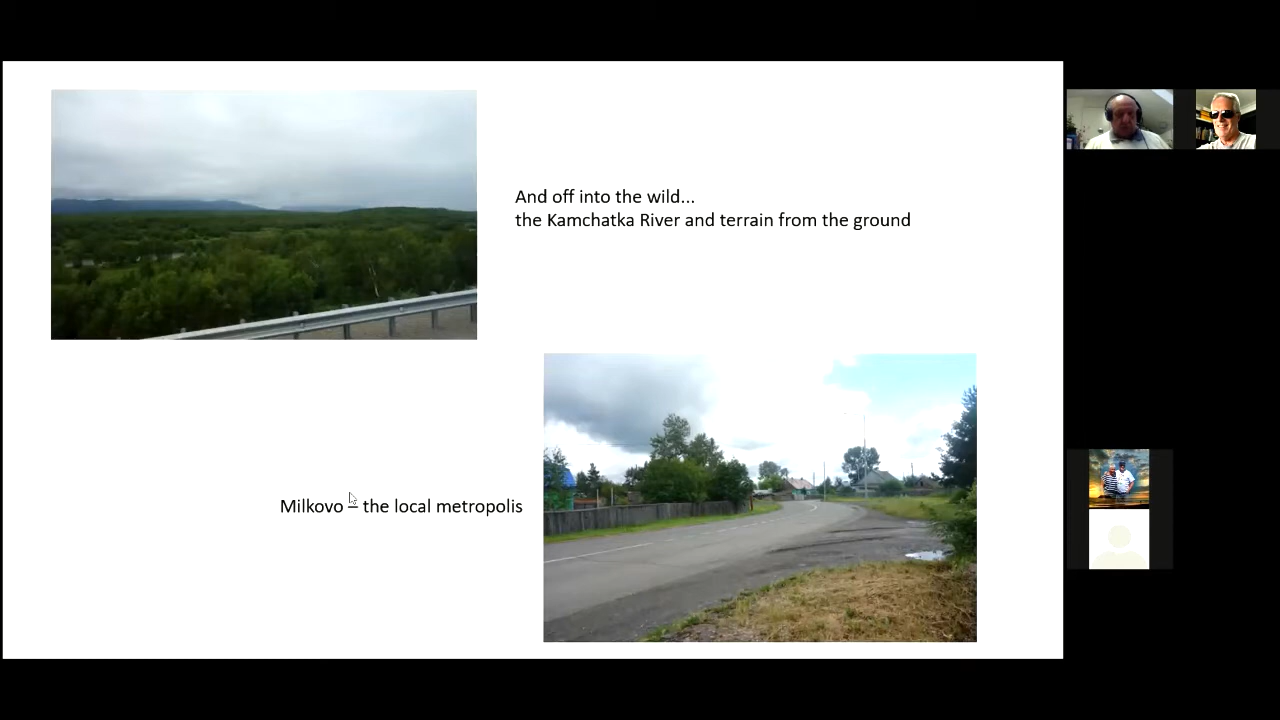 And off into the wild...
the Kamchatka River and terrain from the ground
Milkovo – the local metropolis